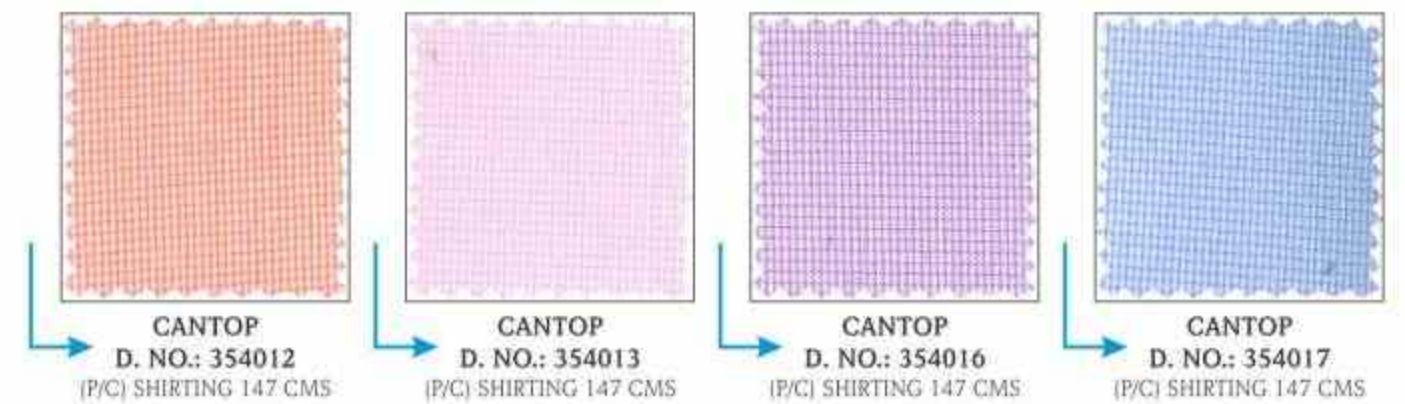 CANTOP
D. NO.: 354012
(P/C) SHIRTING 147 CMS
CANTOP
D. NO.: 354013
(P/C) SHIRTING 147 CMS
CANTOP
D. NO.: 354016
(P/C) SHIRTING 147 CMS
CANTOP
D. NO.: 354017
(P/C) SHIRTING 147 CMS